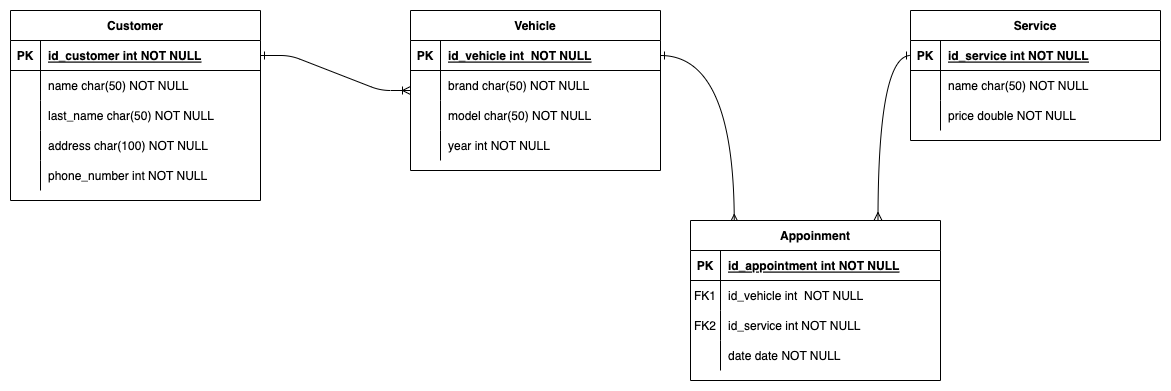 Customer
PK id_customer int NOT NULL
name char(50) NOT NULL
last_name char(50) NOT NULL
address char(100) NOT NULL
phone_number int NOT NULL
Vehicle
PK id_vehicle int  NOT NULL
brand char(50) NOT NULL
model char(50) NOT NULL
year int NOT NULL
Service
PK id_service int NOT NULL
name char(50) NOT NULL
price double NOT NULL
Appoinment
PK id_appointment int NOT NULL
FK1 id_vehicle int  NOT NULL
FK2 id_service int NOT NULL
date date NOT NULL